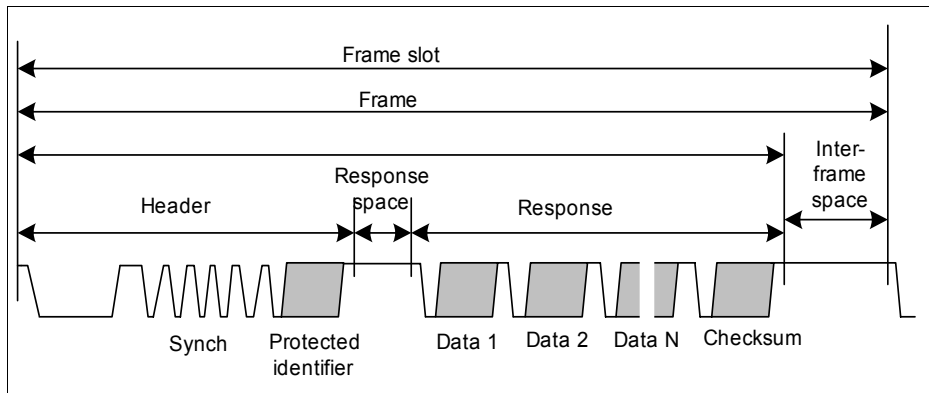 Frame slot
Frame
Inter-
frame
space
Response
space
Header
Response
Synch
Protected
identifier
Data 1
Data 2
Data N
Checksum